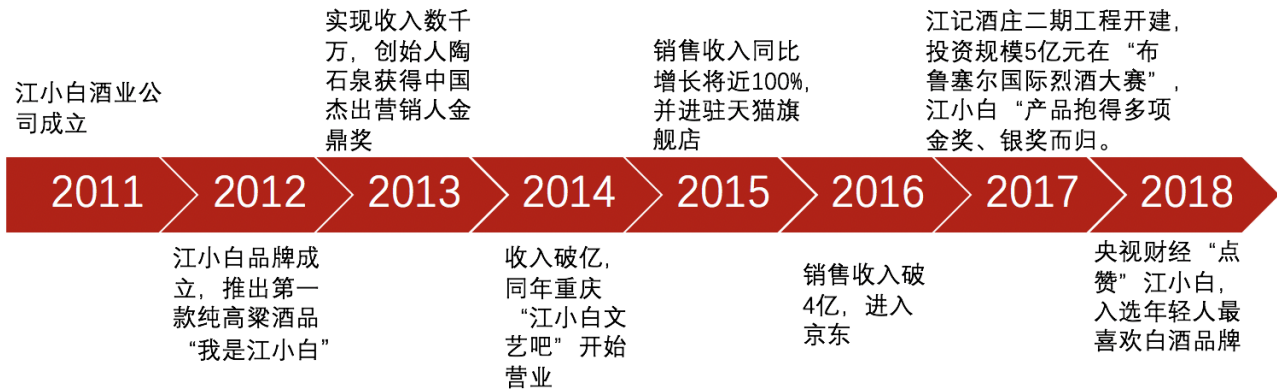 江小白酒业公
司成立
实现收入数千
万，创始人陶
石泉获得中国
杰出营销人金
鼎奖
销售收入同比
增长将近100%,
并进驻天猫旗
舰店
江记酒庄二期工程开建，
投资规模5亿元在“布
鲁塞尔国际烈酒大赛”，
江小白“产品抱得多项
金奖、银奖而归。
2011
2012
2013
2014
2015
2016
2017
2018
江小白品牌成
立，推出第一
款纯高粱酒品
“我是江小白”
收入破亿，
同年重庆
“江小白文
艺吧”开始
营业
销售收入破
4亿，进入
京东
央视财经“点
赞”江小白，
入选年轻人最
喜欢白酒品牌